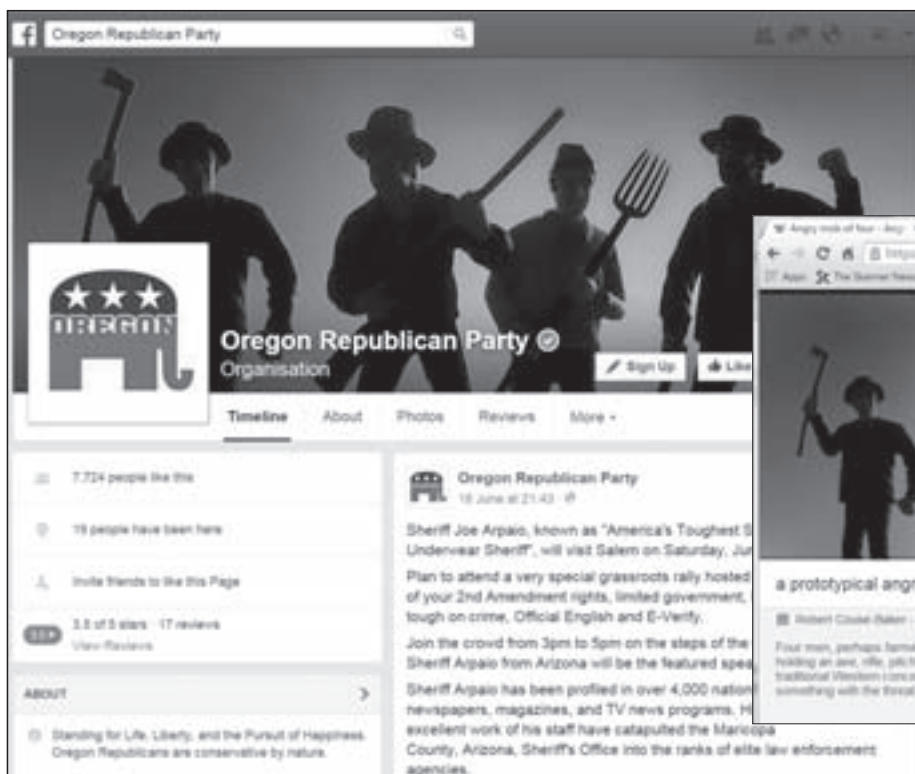 Oregon Republican Party
OREGON
Oregon Republican Party
Organisation
Sign Up
Like
Timeline
About
Photos
Reviews
More
7,724 people like this
19 people have been here
Invite friends to like this Page
3.5 of 5 stars · 17 reviews
View Reviews
ABOUT
Standing for Life, Liberty, and the Pursuit of Happiness.
Oregon Republicans are conservative by nature.
Oregon Republican Party
June at 21:43
Sheriff Joe Arpaio, known as "America's Toughest S
Underwear Sheriff", will visit Salem on Saturday,
Plan to attend a very special grassroots rally hosted
of your 2nd Amendment rights, limited government,
tough on crime, Official English and E-Verify.
Join the crowd from 3pm to 5pm on the steps of the
Sheriff Arpaio from Arizona will be the featured spea
Sheriff Arpaio has been profiled in over 4,000 nation
newspapers, magazines, and TV news programs. H
excellent work of his staff have catapulted the Maricopa
County, Arizona, Sheriff's Office into the ranks of elite law enforcement
agencies.
Angry mob of four - Angr
Apps
a prototypical angr
Four men, perhaps farme
holding an axe, rifle, pitch
traditional Western
something with the threat